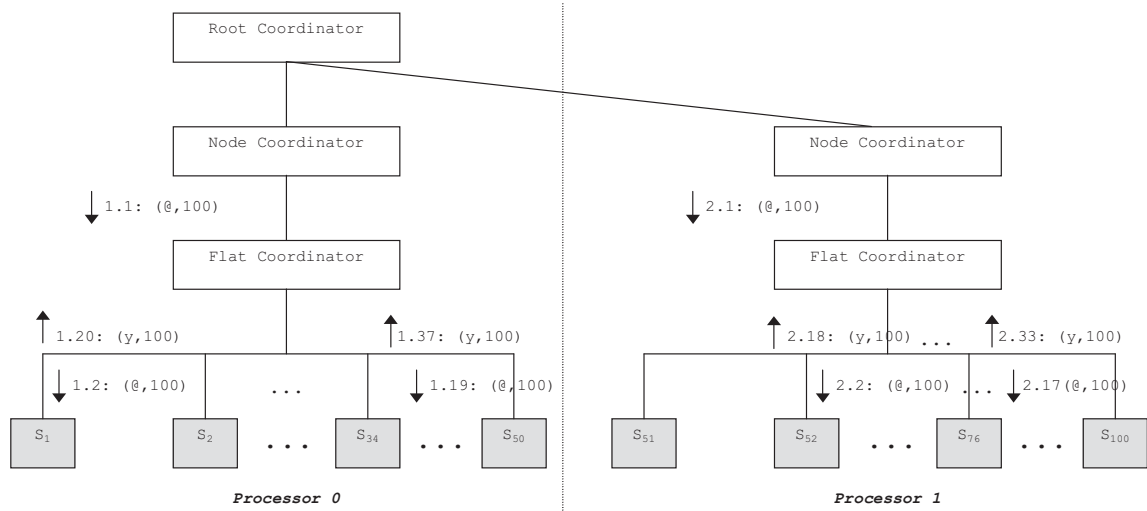 Root Coordinator
Node Coordinator
Node Coordinator
1.1: (@,100)
2.1: (@,100)
Flat Coordinator
Flat Coordinator
1.20: (y,100)
1.37: (y,100)
2.18: (y,100)
...
2.33: (y,100)
1.2: (@,100)
...
1.19: (@,100)
2.2: (@,100)
...
2.17(@,100)
S1
S2
...
S34
...
S50
S51
S52
...
S76
...
S100
Processor 0
Processor 1